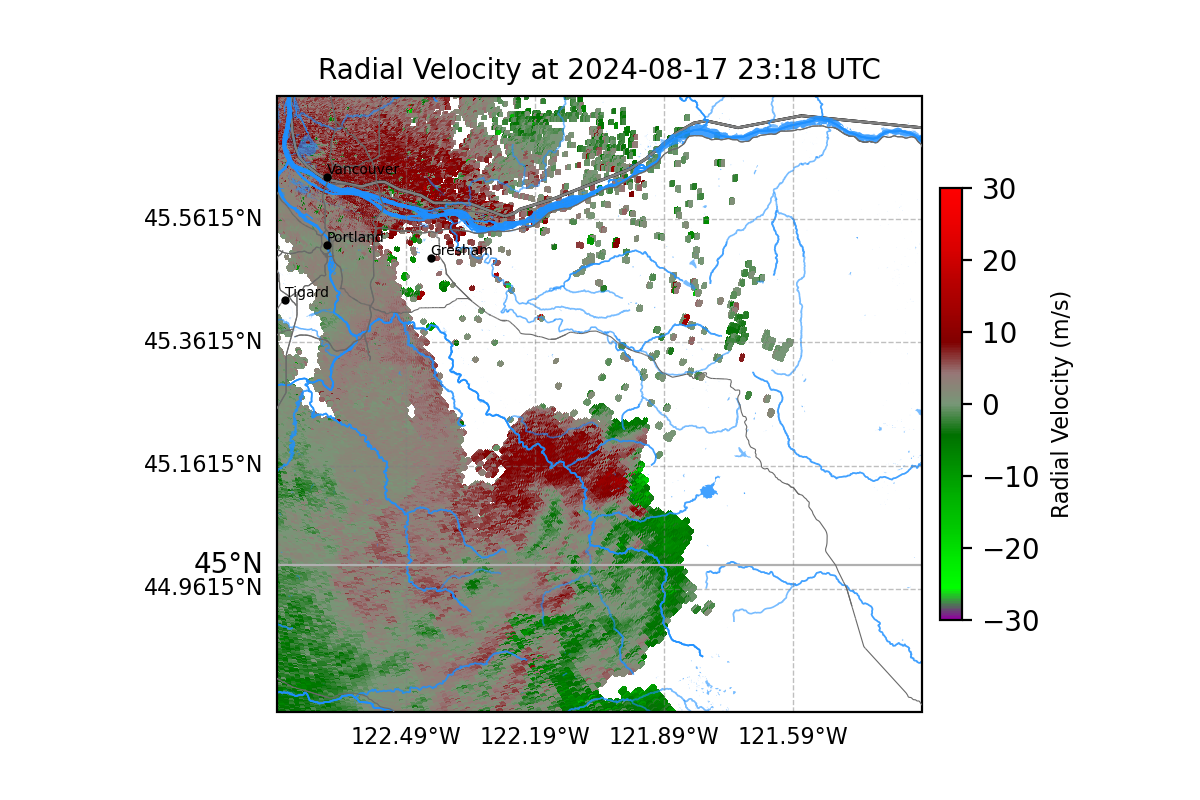 Radial Velocity at 2024-08-17 23:18 UTC
Vancouver
Portland
Gresham
Tigard
45.5615°N
45.3615°N
45.1615°N
45°N
44.9615°N
122.49°W 122.19°W 121.89°W 121.59°W
30
20
10
0
−10
−20
−30
Radial Velocity (m/s)